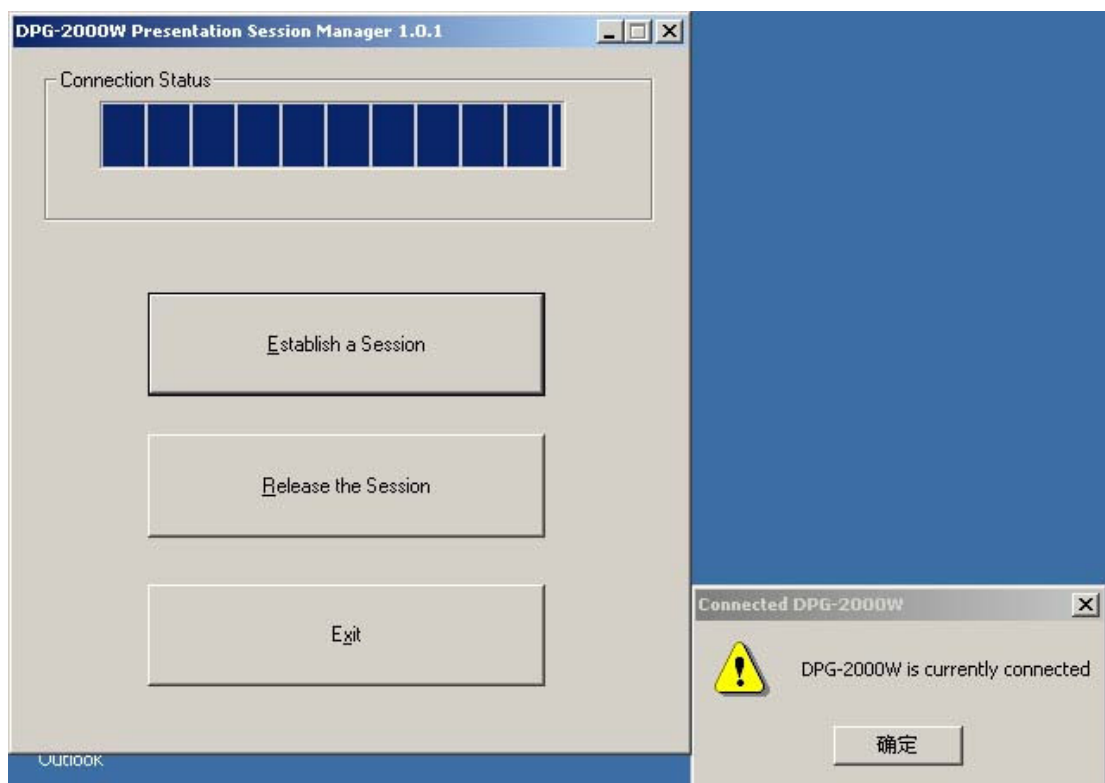 DPG-2000W Presentation Session Manager 1.0.1
Connection Status
Establish a Session
Release the Session
Exit
Connected DPG-2000W
DPG-2000W is currently connected
确定
Outlook